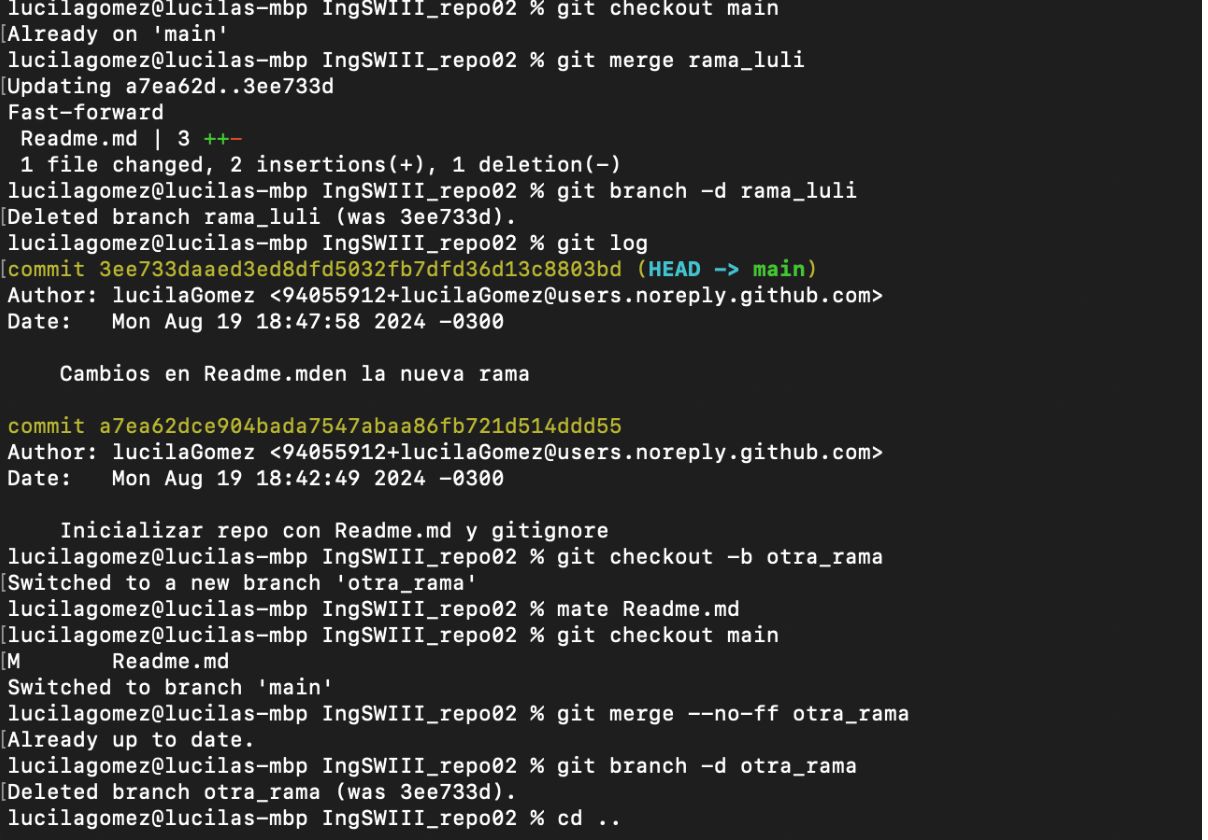 lucilagomez@lucilas-mbp IngSWIII_repo02 % git checkout main
[Already on 'main'
lucilagomez@lucilas-mbp IngSWIII_repo02 % git merge rama_luli
[Updating a7ea62d..3ee733d
Fast-forward
 Readme.md | 3 ++-
 1 file changed, 2 insertions(+), 1 deletion(-)
lucilagomez@lucilas-mbp IngSWIII_repo02 % git branch -d rama_luli
[Deleted branch rama_luli (was 3ee733d).
lucilagomez@lucilas-mbp IngSWIII_repo02 % git log
[commit 3ee733daaed3ed8dfd5032fb7dfd36d13c8803bd (HEAD -> main)
Author: lucilaGomez <94055912+lucilaGomez@users.noreply.github.com>
Date:   Mon Aug 19 18:47:58 2024 -0300
    Cambios en Readme.mden la nueva rama
commit a7ea62dce904bada7547abaa86fb721d514ddd55
Author: lucilaGomez <94055912+lucilaGomez@users.noreply.github.com>
Date:   Mon Aug 19 18:42:49 2024 -0300
    Inicializar repo con Readme.md y gitignore
lucilagomez@lucilas-mbp IngSWIII_repo02 % git checkout -b otra_rama
[Switched to a new branch 'otra_rama'
lucilagomez@lucilas-mbp IngSWIII_repo02 % mate Readme.md
[lucilagomez@lucilas-mbp IngSWIII_repo02 % git checkout main
[M       Readme.md
Switched to branch 'main'
lucilagomez@lucilas-mbp IngSWIII_repo02 % git merge --no-ff otra_rama
[Already up to date.
lucilagomez@lucilas-mbp IngSWIII_repo02 % git branch -d otra_rama
[Deleted branch otra_rama (was 3ee733d).
lucilagomez@lucilas-mbp IngSWIII_repo02 % cd ..